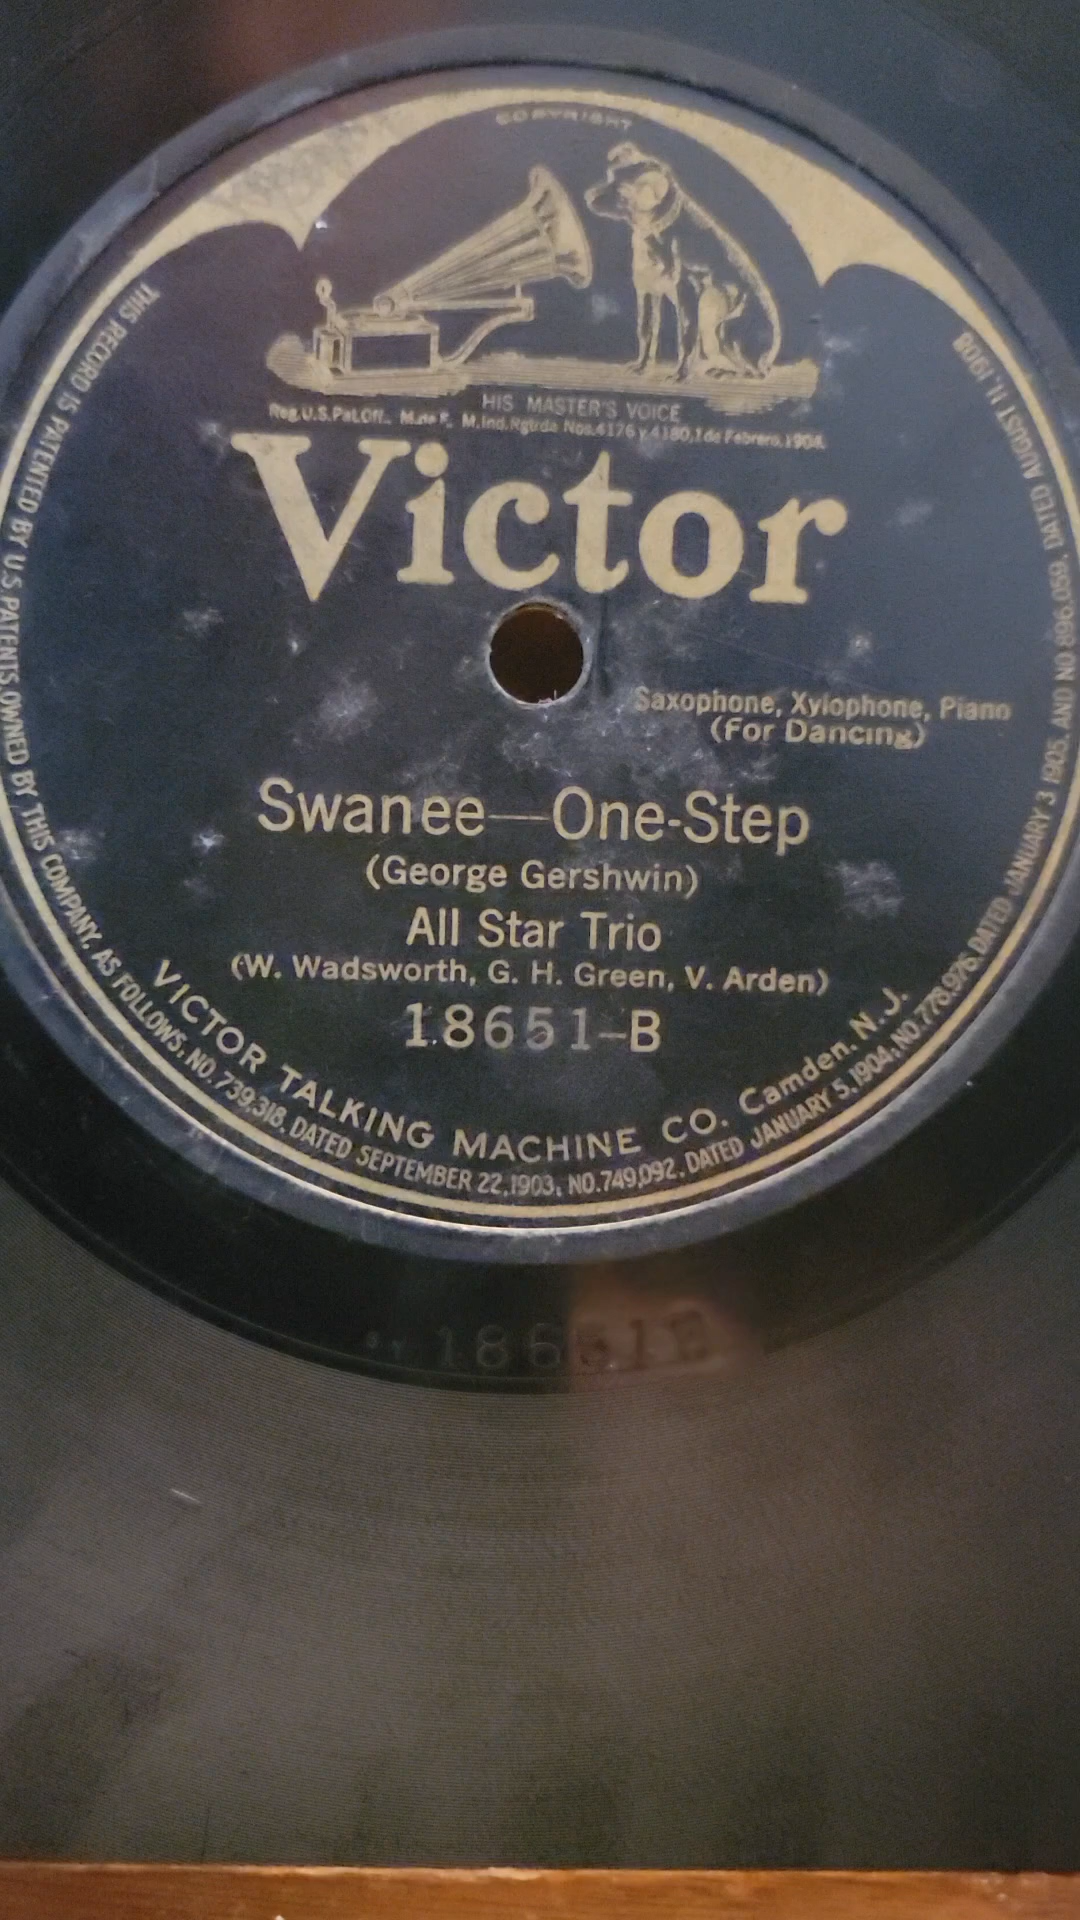 COPYRIGHT
HIS MASTER'S VOICE
Reg.U.S.Pat.Off. M.de F. M.Ind.Rgtrda Nos.4176 y 4180,1 de Febrero,1904.
Victor
Saxophone, Xylophone, Piano
(For Dancing)
Swanee—One-Step
(George Gershwin)
All Star Trio
(W. Wadsworth, G. H. Green, V. Arden)
18651-B
VICTOR TALKING MACHINE CO. Camden, N.J.
THIS RECORD IS PATENTED BY U.S. PATENTS, OWNED BY THIS COMPANY, AS FOLLOWS, NO. 739,318, DATED SEPTEMBER 22,1903, NO.749,092, DATED JANUARY 5,1904, NO.778,976, DATED JANUARY 3 1905, AND NO 896,059, DATED AUGUST 11, 1908
18651B